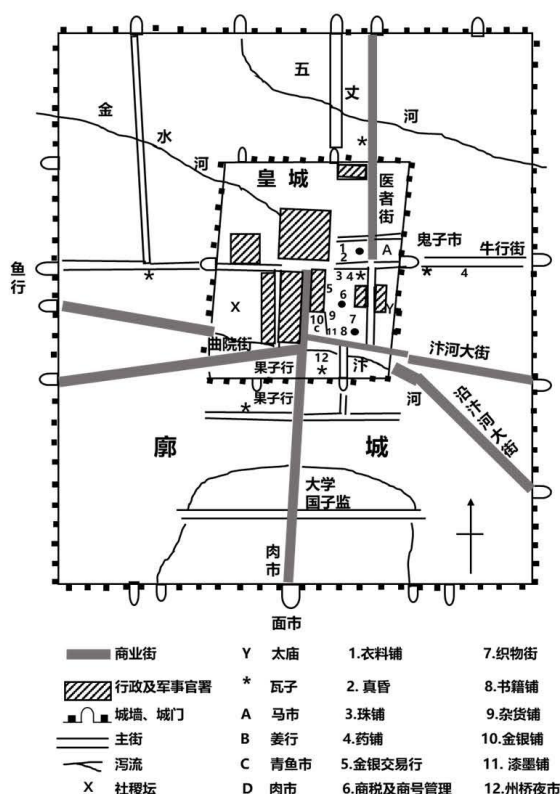 五
丈
河
金
水
河
皇城
医者街
1
2
A
鬼子市
牛行街
鱼行
3 4
4
5
6
X
9
7
Y
10
C
11 8
曲院街
汴河大街
果子行
12
汴
河
果子行
沿汴河大街
廓 城
大学
国子监
肉市
面市
商业街 Y 太庙 1.衣料铺 7.织物街
行政及军事官署 * 瓦子 2. 真昏 8.书籍铺
城墙、城门 A 马市 3.珠铺 9.杂货铺
主街 B 姜行 4.药铺 10.金银铺
泻流 C 青鱼市 5.金银交易行 11. 漆墨铺
X 社稷坛 D 肉市 6.商税及商号管理 12.州桥夜市